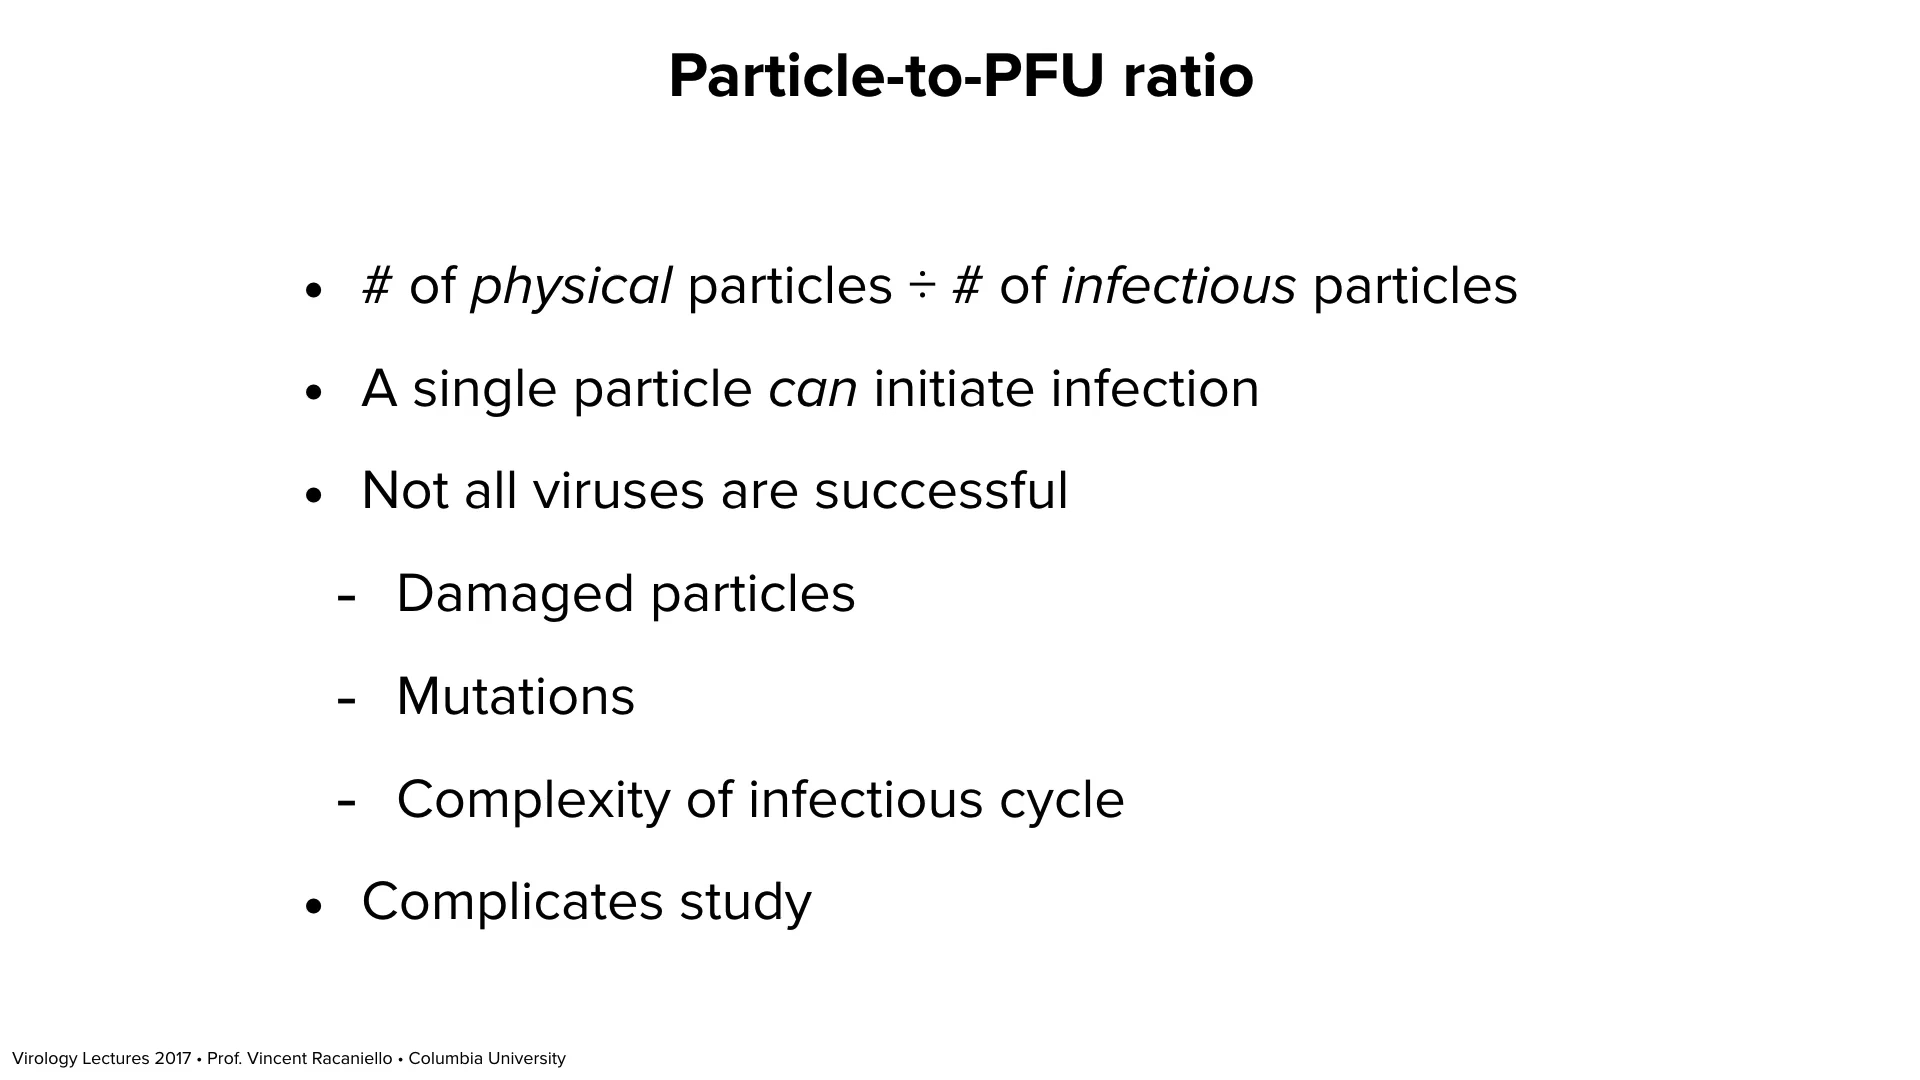 Particle-to-PFU ratio
• # of physical particles ÷ # of infectious particles
• A single particle can initiate infection
• Not all viruses are successful
- Damaged particles
- Mutations
- Complexity of infectious cycle
• Complicates study
Virology Lectures 2017 • Prof. Vincent Racaniello • Columbia University